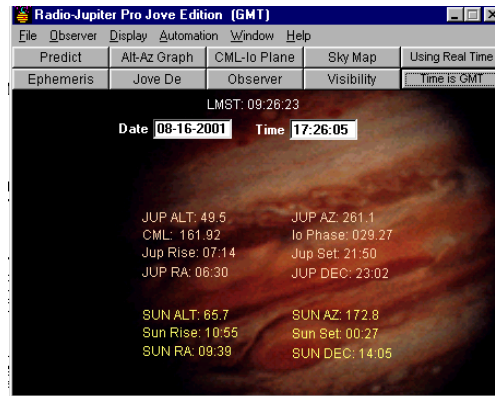 Radio-Jupiter Pro Jove Edition (GMT)
File Observer Display Automation Window Help
Predict Alt-Az Graph CML-Io Plane Sky Map Using Real Time
Ephemeris Jove De Observer Visibility Time is GMT
LMST: 09:26:23
Date 08-16-2001 Time 17:26:05
JUP ALT: 49.5 JUP AZ: 261.1
CML: 161.92 Io Phase: 029.27
Jup Rise: 07:14 Jup Set: 21:50
JUP RA: 06:30 JUP DEC: 23:02
SUN ALT: 65.7 SUN AZ: 172.8
Sun Rise: 10:55 Sun Set: 00:27
SUN RA: 09:39 SUN DEC: 14:05